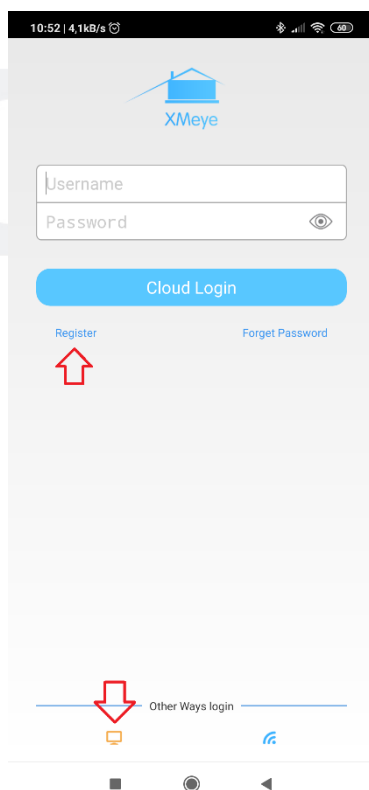 10:52 | 4,1kB/s
60
XMeye
Username
Password
Cloud Login
Register
Forget Password
Other Ways login